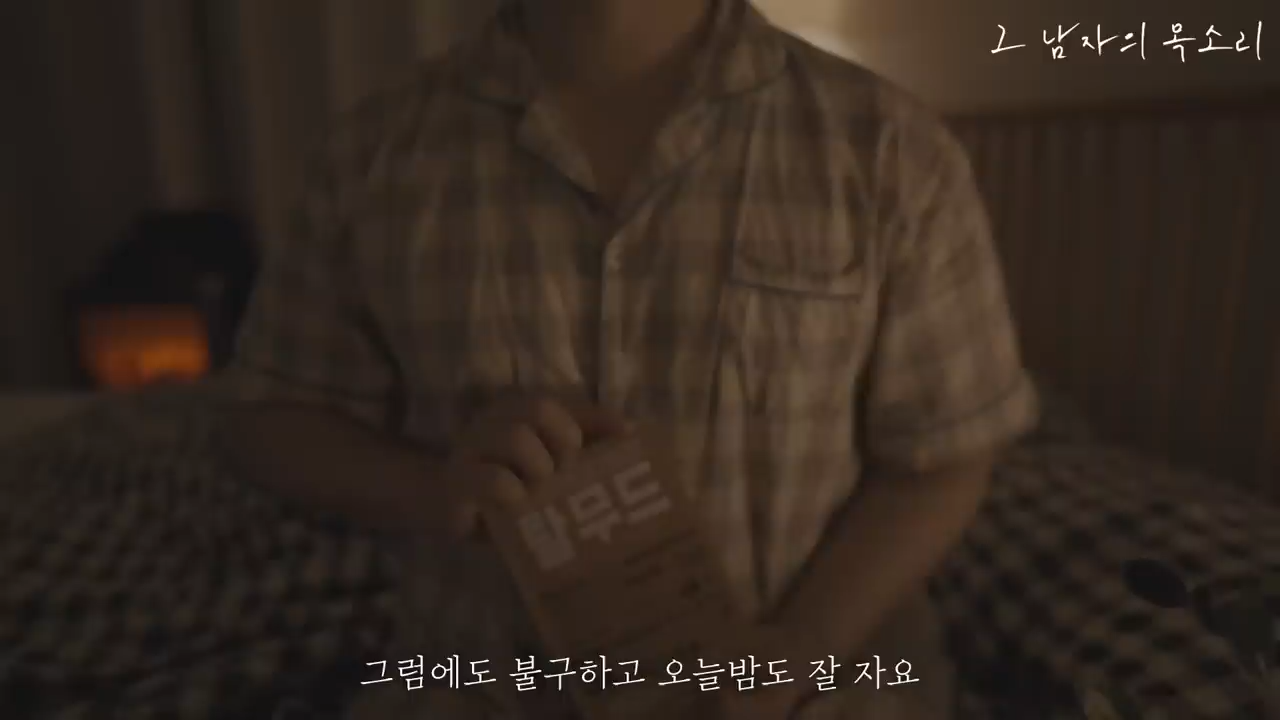 그 남자의 목소리
탈무드
그럼에도 불구하고 오늘밤도 잘 자요